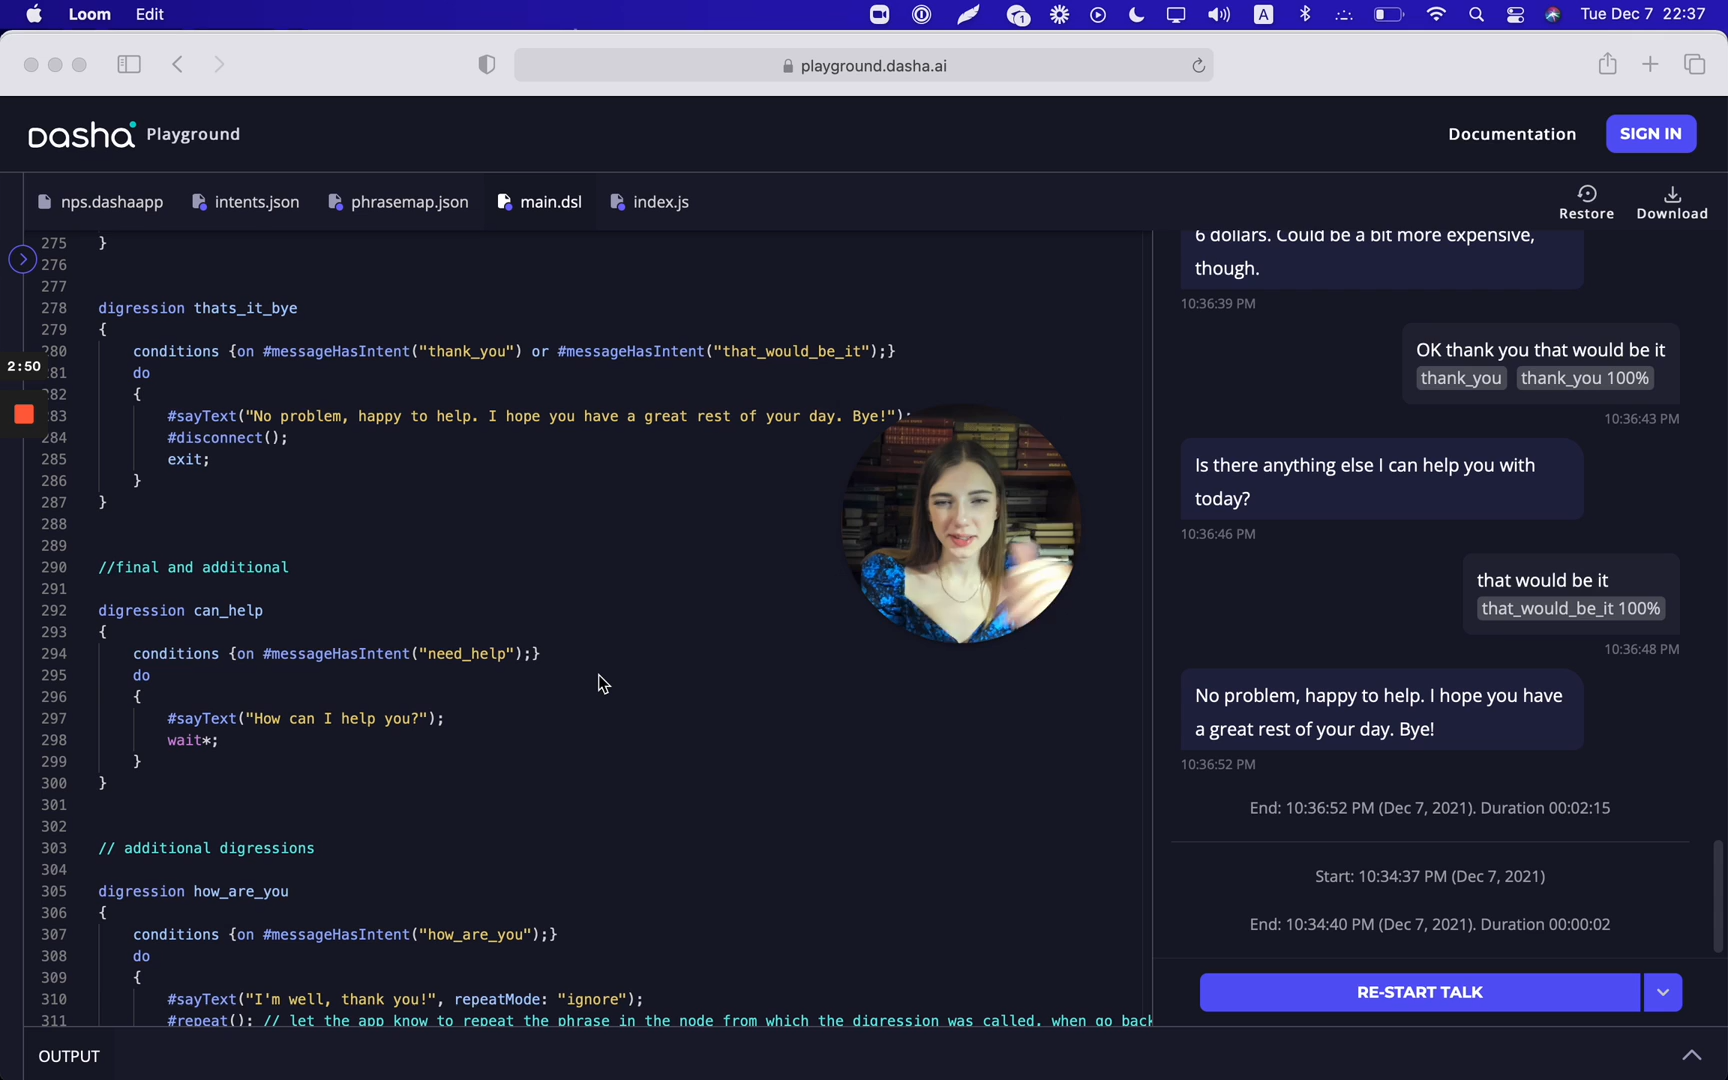 Loom Edit
1
A
Tue Dec 7 22:37
playground.dasha.ai
Dasha Playground
Documentation
SIGN IN
nps.dashaapp
intents.json
phrasemap.json
main.dsl
index.js
Restore
Download
275 }
276
277
278 digression thats_it_bye
279 {
280 conditions {on #messageHasIntent("thank_you") or #messageHasIntent("that_would_be_it");}
2:50
81 do
282 {
83 #sayText("No problem, happy to help. I hope you have a great rest of your day. Bye!");
284 #disconnect();
285 exit;
286 }
287 }
288
289
290 //final and additional
291
292 digression can_help
293 {
294 conditions {on #messageHasIntent("need_help");}
295 do
296 {
297 #sayText("How can I help you?");
298 wait*;
299 }
300 }
301
302
303 // additional digressions
304
305 digression how_are_you
306 {
307 conditions {on #messageHasIntent("how_are_you");}
308 do
309 {
310 #sayText("I'm well, thank you!", repeatMode: "ignore");
311 #repeat(); // let the app know to repeat the phrase in the node from which the digression was called, when go back
6 dollars. Could be a bit more expensive,
though.
10:36:39 PM
OK thank you that would be it
thank_you thank_you 100%
10:36:43 PM
Is there anything else I can help you with
today?
10:36:46 PM
that would be it
that_would_be_it 100%
10:36:48 PM
No problem, happy to help. I hope you have
a great rest of your day. Bye!
10:36:52 PM
End: 10:36:52 PM (Dec 7, 2021). Duration 00:02:15
Start: 10:34:37 PM (Dec 7, 2021)
End: 10:34:40 PM (Dec 7, 2021). Duration 00:00:02
RE-START TALK
OUTPUT